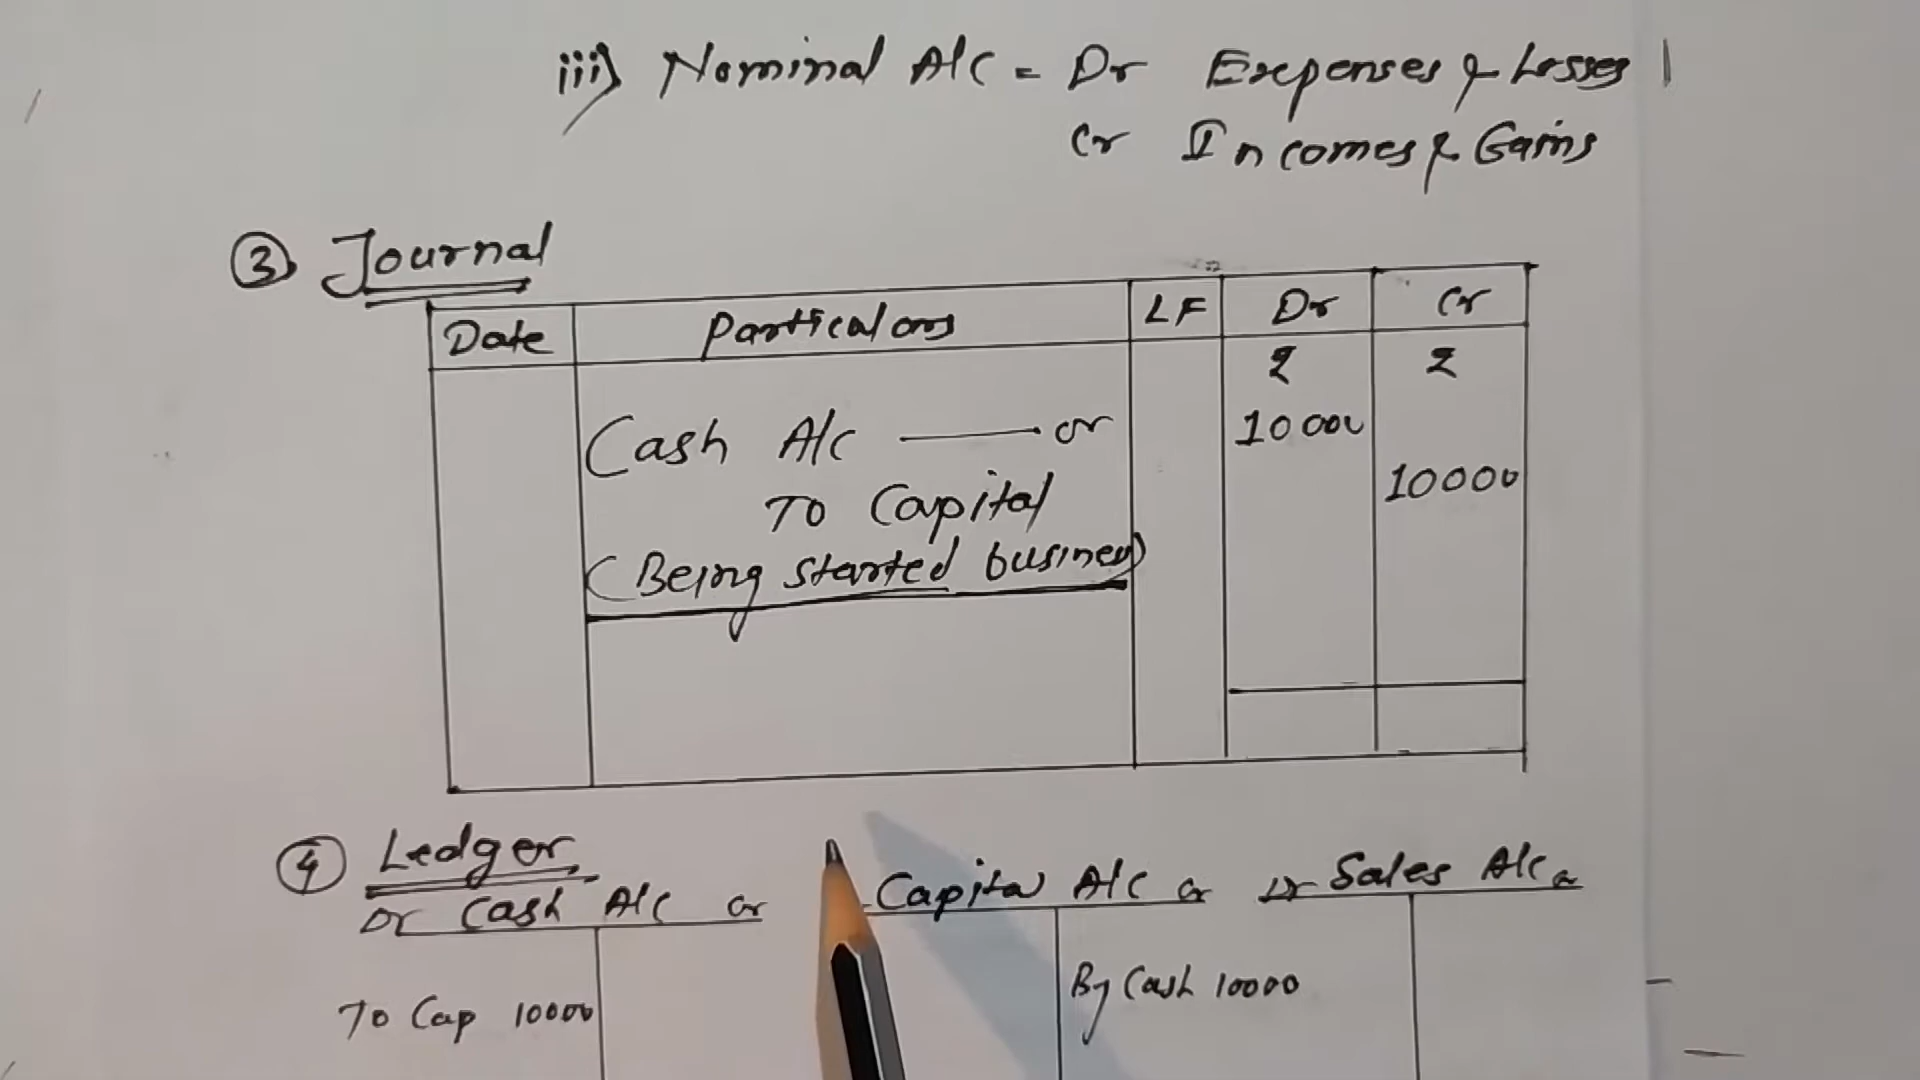 iii) Nominal A/C = Dr Expenses & Losses
Cr Incomes & Gains
③ Journal
Date Particulars LF Dr Cr
₹ ₹
Cash A/C —— Dr 10000
To Capital 10000
(Being started business)
④ Ledger
Dr Cash A/C Cr Capital A/C Cr Dr Sales A/C Cr
To Cap 10000 By Cash 10000